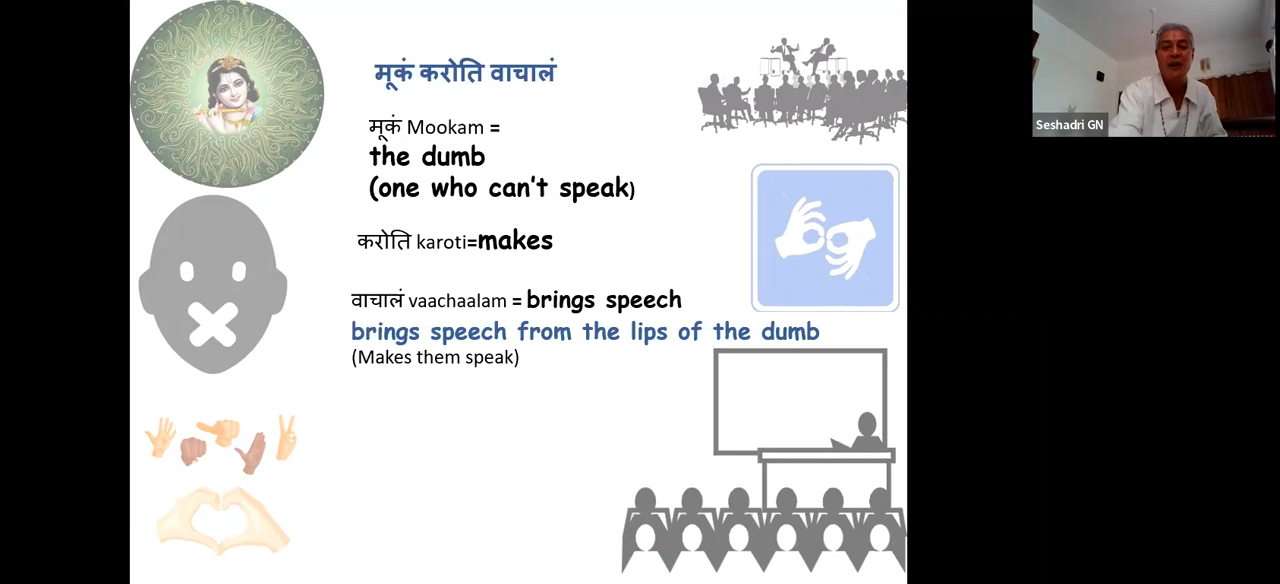 मूकं करोति वाचालं
मूकं Mookam =
the dumb
(one who can't speak)
करोति karoti=makes
वाचालं vaachaalam = brings speech
brings speech from the lips of the dumb
(Makes them speak)
Seshadri GN